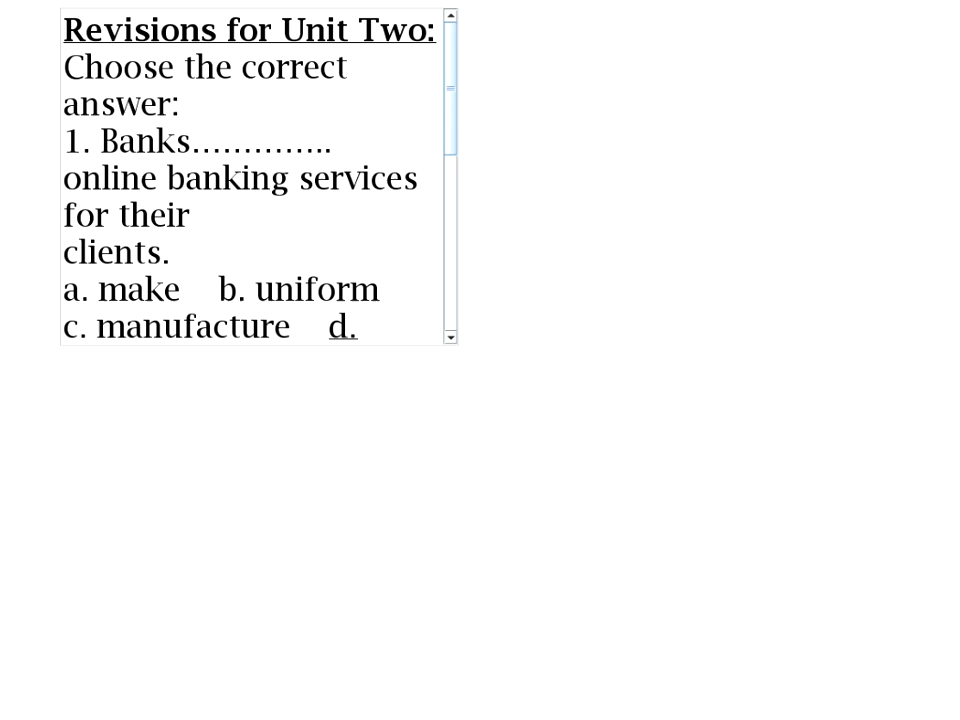 Revisions for Unit Two:
Choose the correct
answer:
1. Banks…………..
online banking services
for their
clients.
a. make    b. uniform
c. manufacture    d.